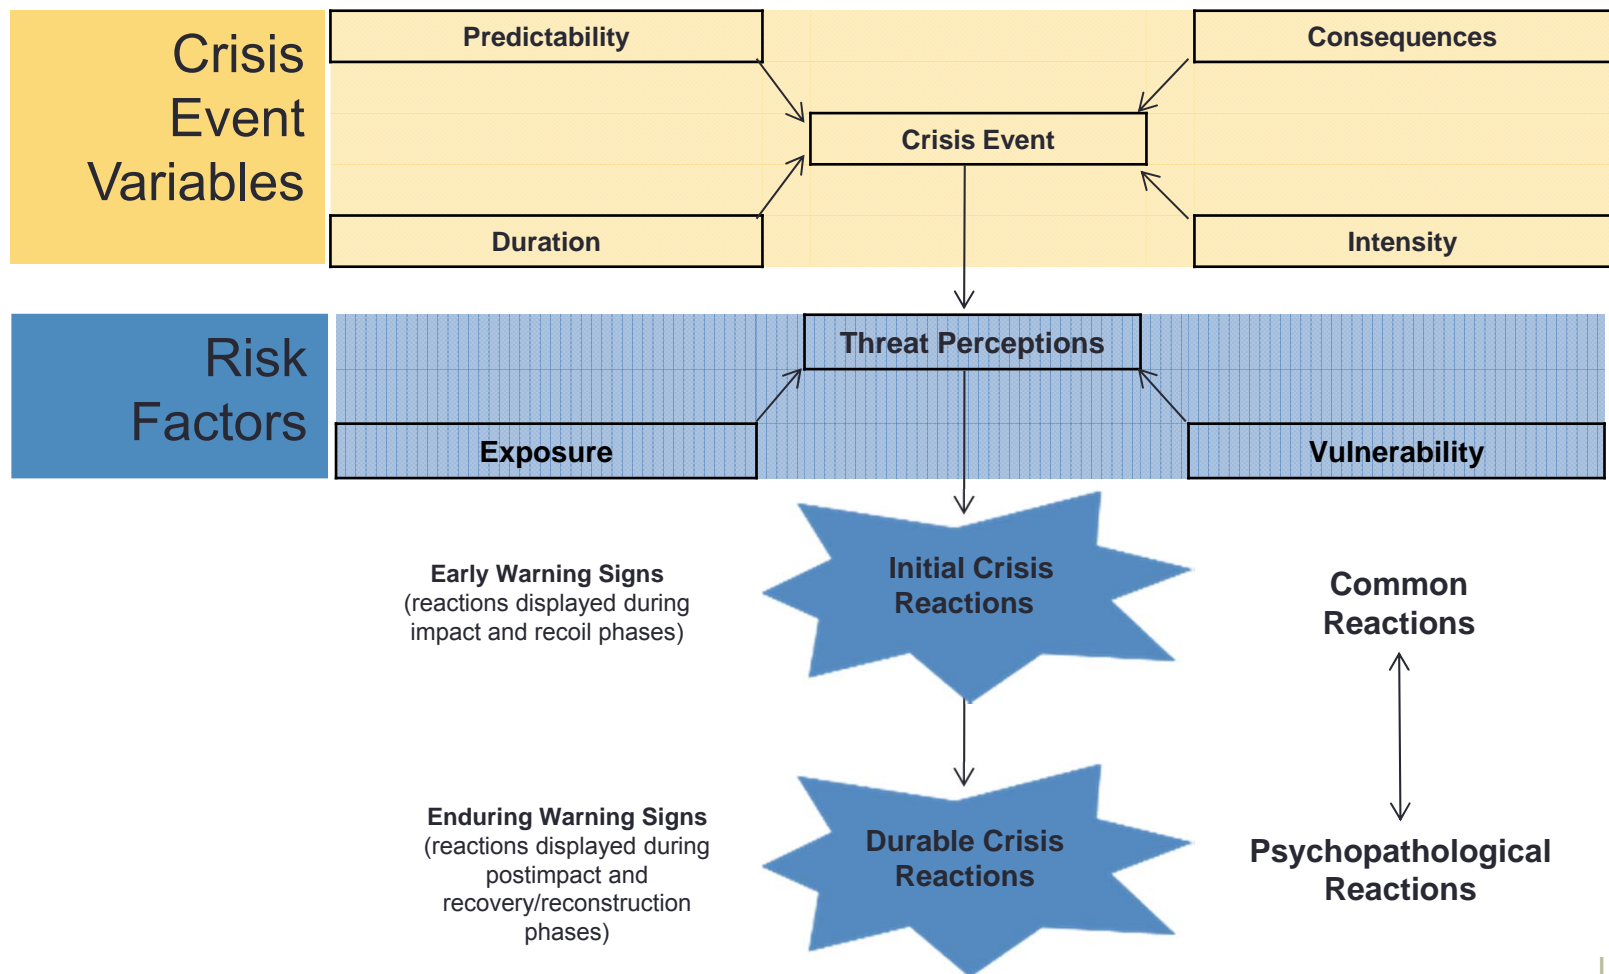 Crisis
Event
Variables
Predictability
Consequences
Crisis Event
Duration
Intensity
Risk
Factors
Threat Perceptions
Exposure
Vulnerability
Early Warning Signs
(reactions displayed during
impact and recoil phases)
Initial Crisis
Reactions
Common
Reactions
Enduring Warning Signs
(reactions displayed during
postimpact and
recovery/reconstruction
phases)
Durable Crisis
Reactions
Psychopathological
Reactions